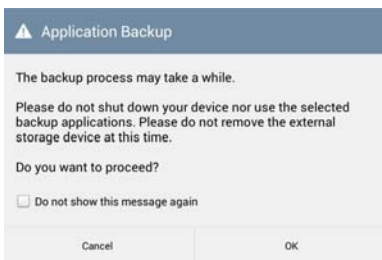 Application Backup
The backup process may take a while.
Please do not shut down your device nor use the selected
backup applications. Please do not remove the external
storage device at this time.
Do you want to proceed?
Do not show this message again
Cancel OK